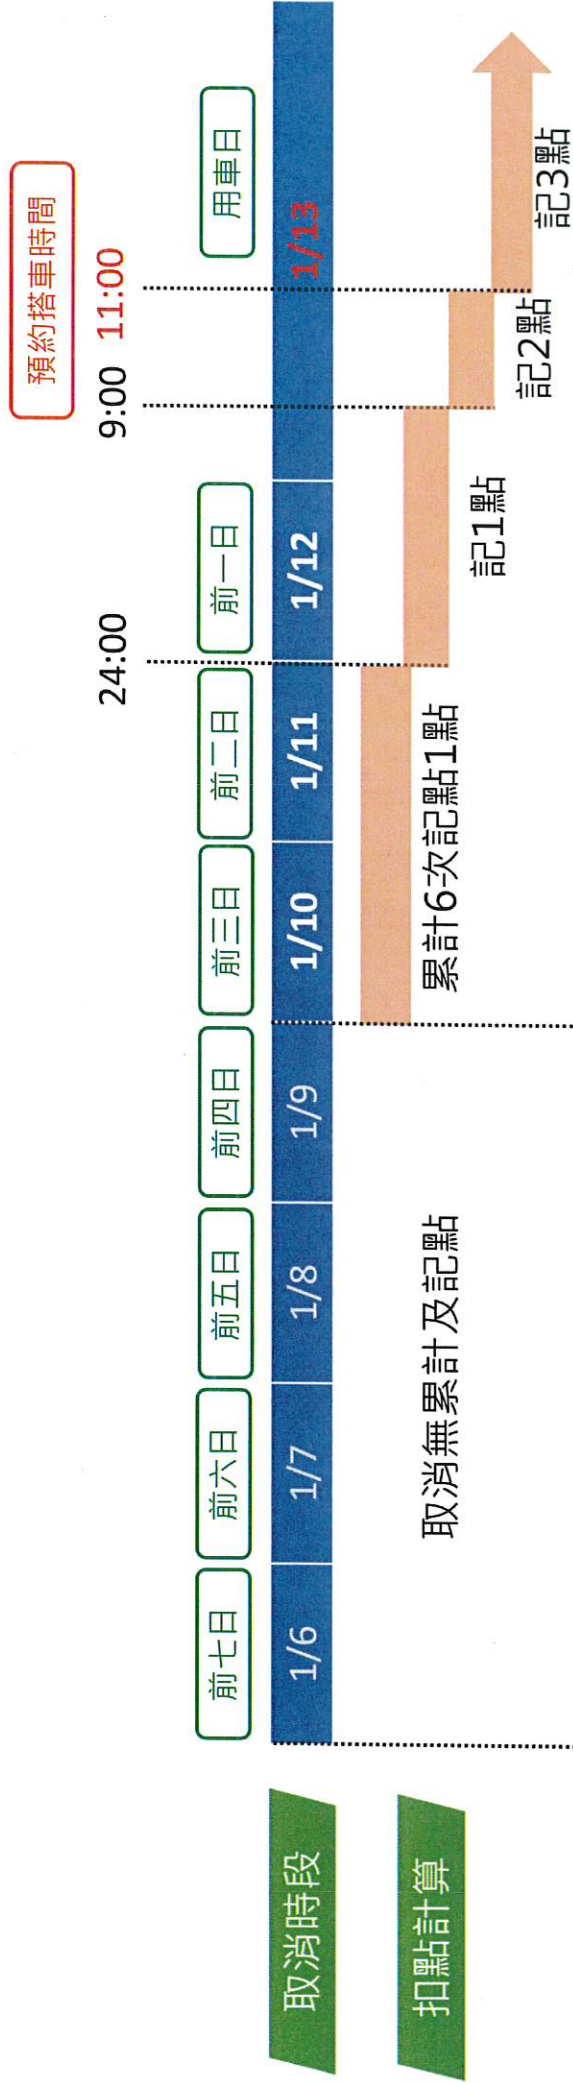 預約搭車時間
24:00
9:00
11:00
前七日
前六日
前五日
前四日
前三日
前二日
前一日
用車日
取消時段
1/6
1/7
1/8
1/9
1/10
1/11
1/12
1/13
扣點計算
取消無累計及記點
累計6次記點1點
記1點
記2點
記3點